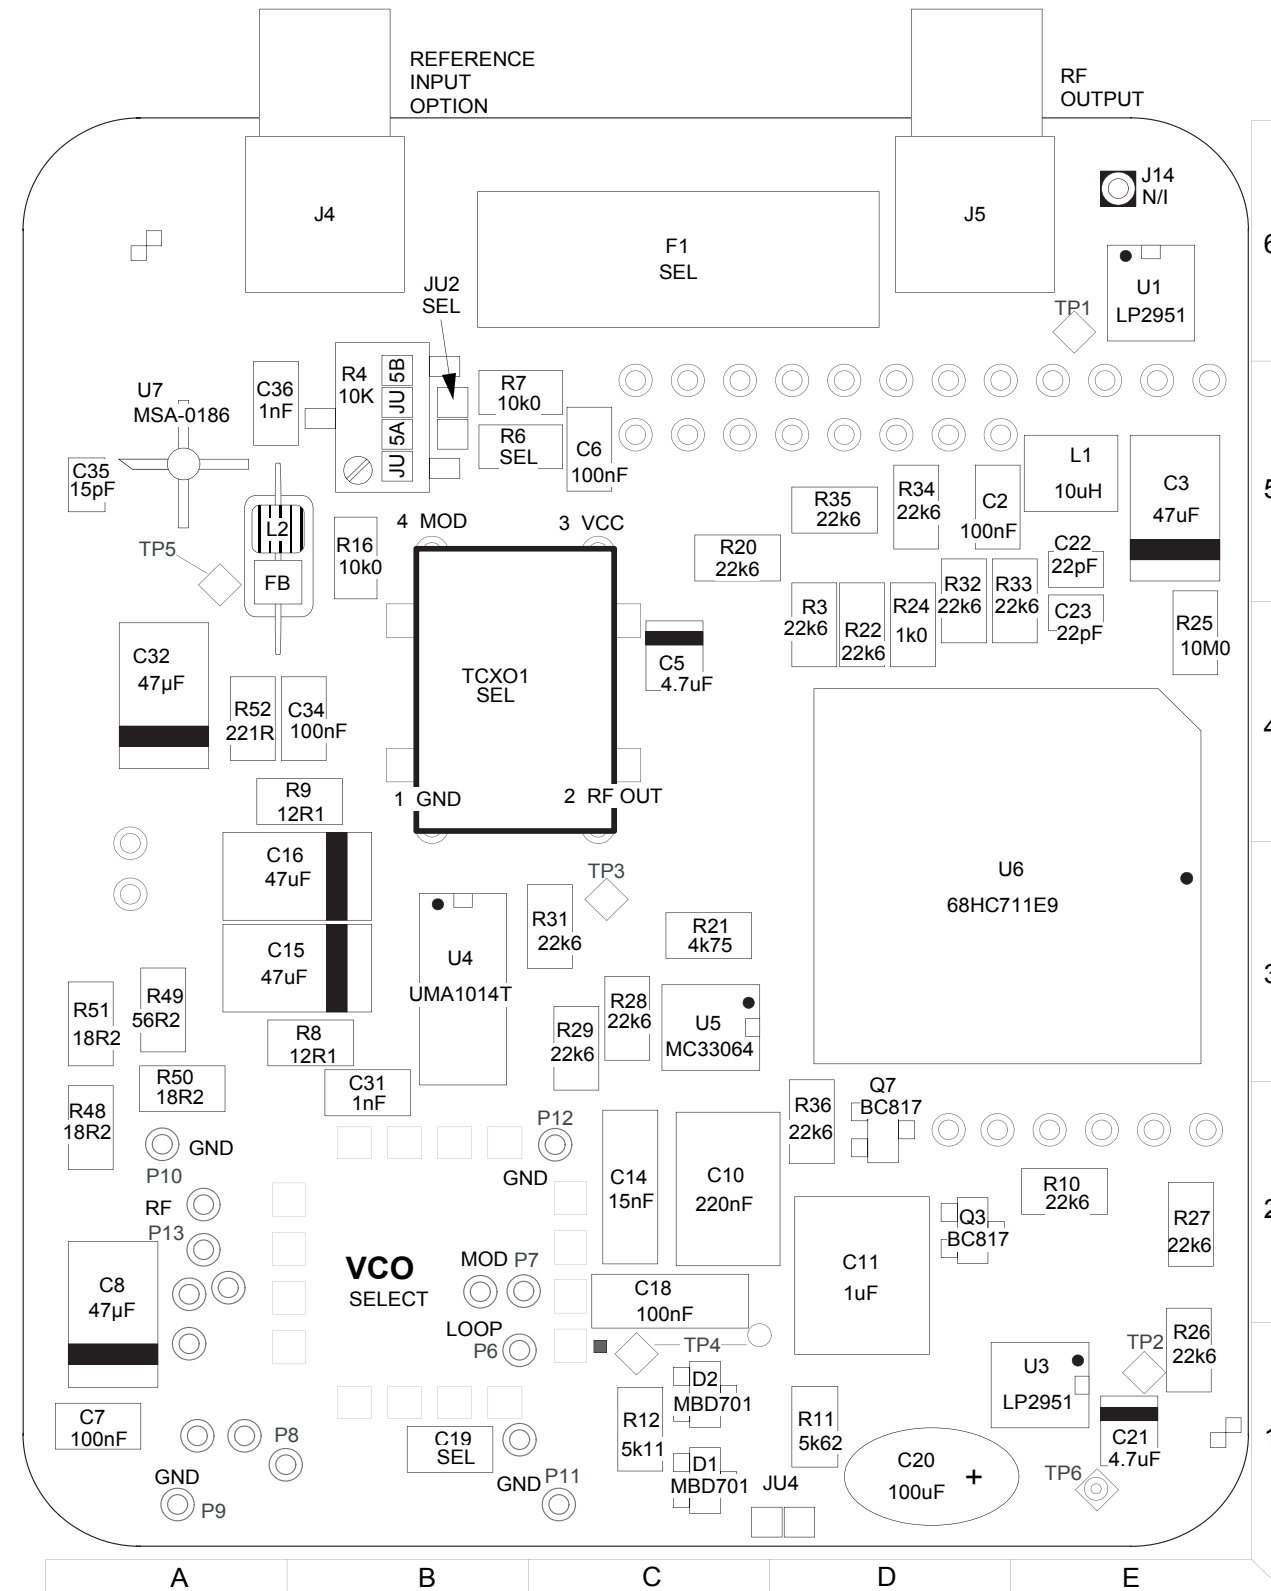 REFERENCE
INPUT
OPTION
RF
OUTPUT
J14
N/I
J4
J5
F1
SEL
U1
LP2951
TP1
6
JU2
SEL
U7
MSA-0186
C36
1nF
R4
10K
JU 5A JU 5B
R7
10k0
R6
SEL
C6
100nF
C35
15pF
L2
FB
TP5
R16
10k0
4 MOD
3 VCC
R20
22k6
R35
22k6
R34
22k6
C2
100nF
L1
10uH
C3
47uF
5
C22
22pF
C23
22pF
R3
22k6
R22
22k6
R24
1k0
R32
22k6
R33
22k6
R25
10M0
C32
47µF
R52
221R
C34
100nF
TCXO1
SEL
C5
4.7uF
4
R9
12R1
1 GND
2 RF OUT
C16
47uF
TP3
U6
68HC711E9
R31
22k6
R21
4k75
C15
47uF
U4
UMA1014T
3
R51
18R2
R49
56R2
R8
12R1
R28
22k6
R29
22k6
U5
MC33064
R50
18R2
C31
1nF
R48
18R2
R36
22k6
Q7
BC817
P12
GND
P10
GND
C14
15nF
C10
220nF
R10
22k6
RF
P13
Q3
BC817
R27
22k6
2
VCO
SELECT
MOD P7
C11
1uF
C8
47µF
C18
100nF
LOOP
P6
TP4
R26
22k6
TP2
U3
LP2951
D2
MBD701
C7
100nF
R12
5k11
R11
5k62
C21
4.7uF
1
P8
C19
SEL
C20
100uF
+
D1
MBD701
JU4
TP6
GND
P9
GND
P11
A B C D E